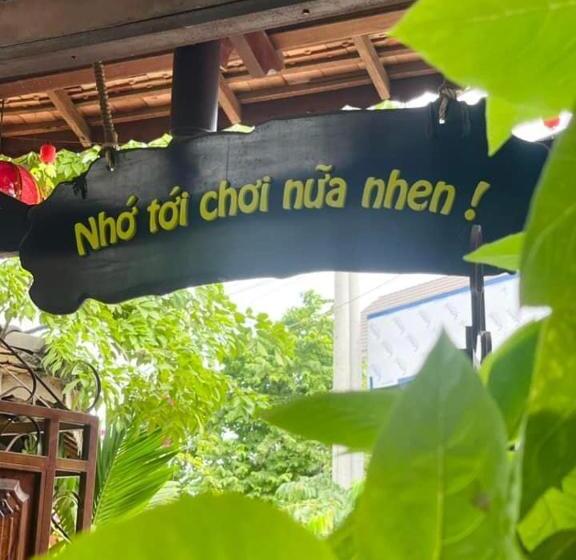 Nhớ tới chơi nữa nhen !